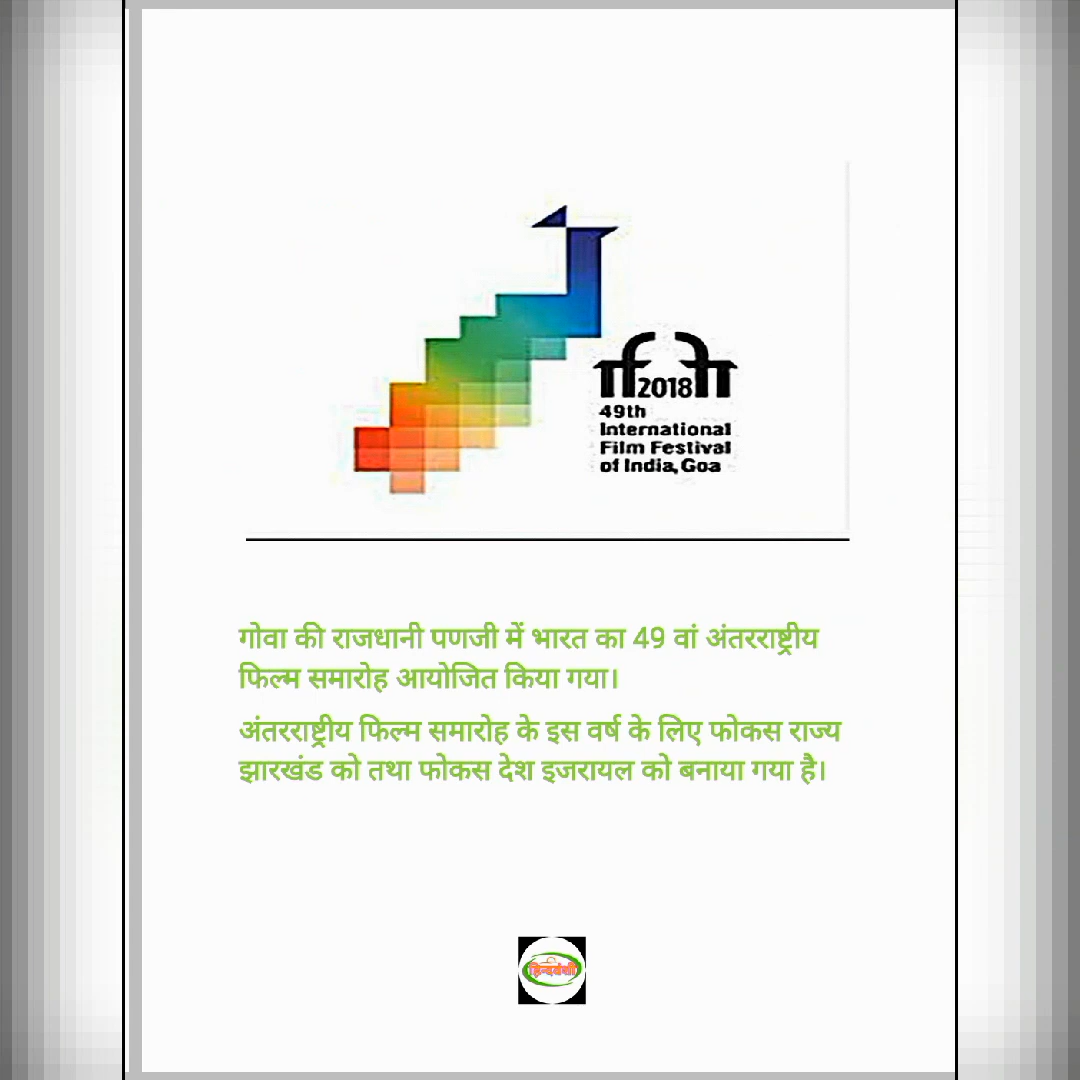 2018
49th
International
Film Festival
of India, Goa
गोवा की राजधानी पणजी में भारत का 49 वां अंतरराष्ट्रीय
फिल्म समारोह आयोजित किया गया।
अंतरराष्ट्रीय फिल्म समारोह के इस वर्ष के लिए फोकस राज्य
झारखंड को तथा फोकस देश इजरायल को बनाया गया है।